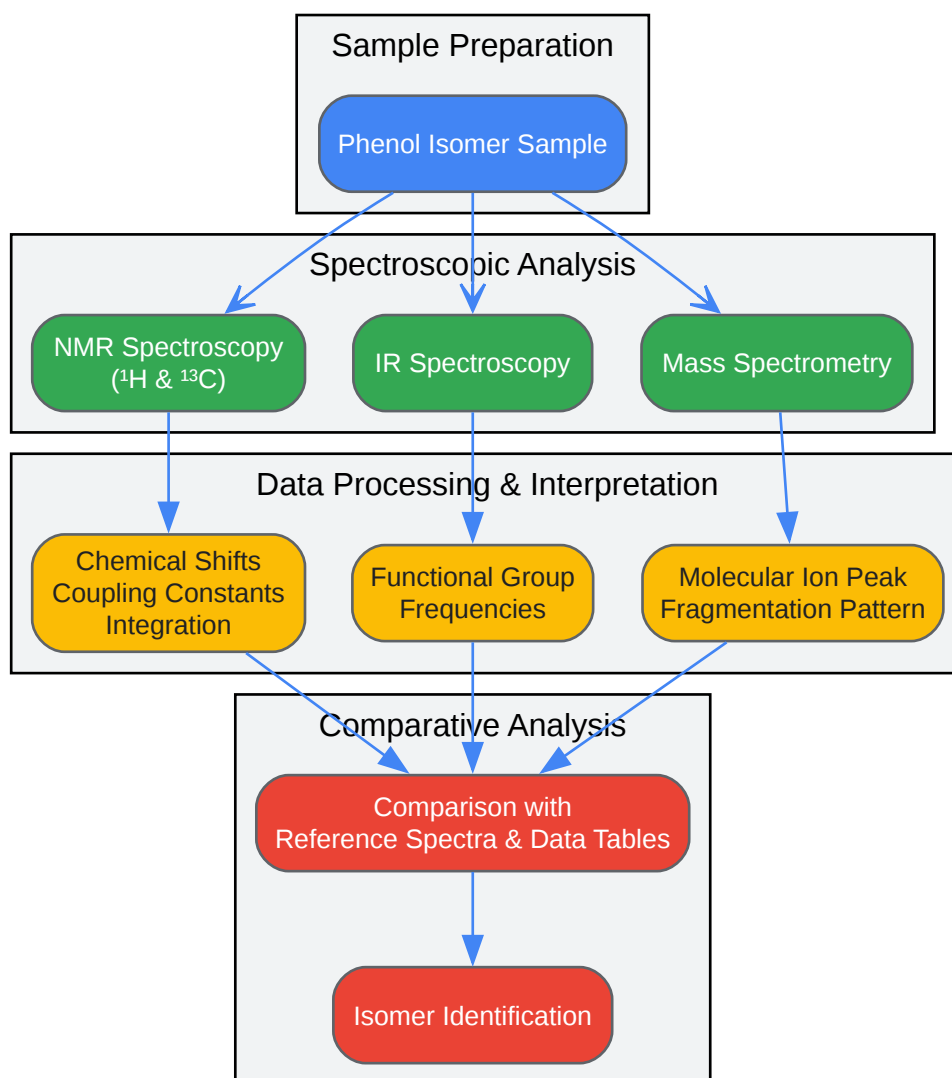 Sample Preparation
Phenol Isomer Sample
Spectroscopic Analysis
NMR Spectroscopy
(¹H & ¹³C)
IR Spectroscopy
Mass Spectrometry
Data Processing & Interpretation
Chemical Shifts
Coupling Constants
Integration
Functional Group
Frequencies
Molecular Ion Peak
Fragmentation Pattern
Comparative Analysis
Comparison with
Reference Spectra & Data Tables
Isomer Identification